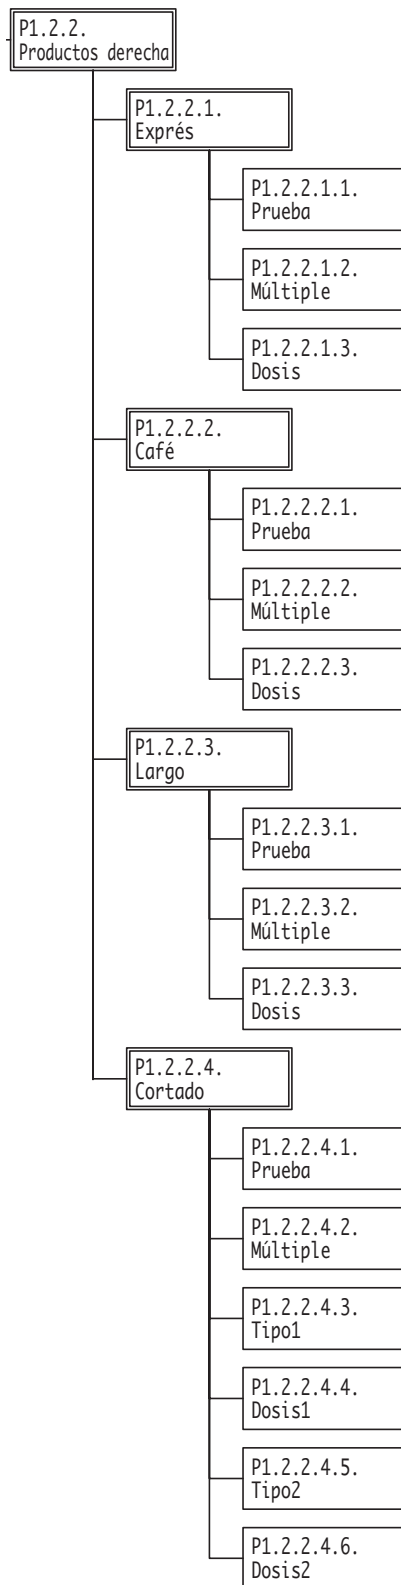 P1.2.2.
Productos derecha
P1.2.2.1.
Exprés
P1.2.2.1.1.
Prueba
P1.2.2.1.2.
Múltiple
P1.2.2.1.3.
Dosis
P1.2.2.2.
Café
P1.2.2.2.1.
Prueba
P1.2.2.2.2.
Múltiple
P1.2.2.2.3.
Dosis
P1.2.2.3.
Largo
P1.2.2.3.1.
Prueba
P1.2.2.3.2.
Múltiple
P1.2.2.3.3.
Dosis
P1.2.2.4.
Cortado
P1.2.2.4.1.
Prueba
P1.2.2.4.2.
Múltiple
P1.2.2.4.3.
Tipo1
P1.2.2.4.4.
Dosis1
P1.2.2.4.5.
Tipo2
P1.2.2.4.6.
Dosis2